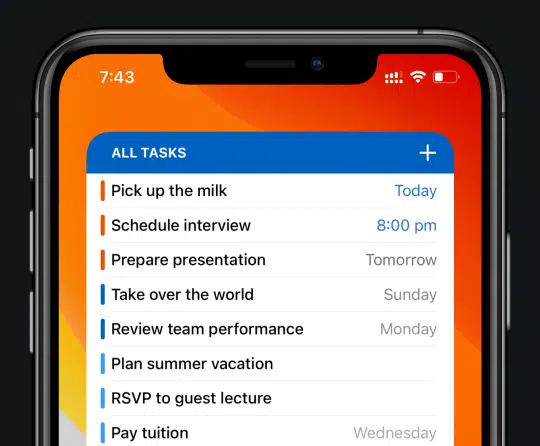 7:43
ALL TASKS +
Pick up the milk Today
Schedule interview 8:00 pm
Prepare presentation Tomorrow
Take over the world Sunday
Review team performance Monday
Plan summer vacation
RSVP to guest lecture
Pay tuition Wednesday